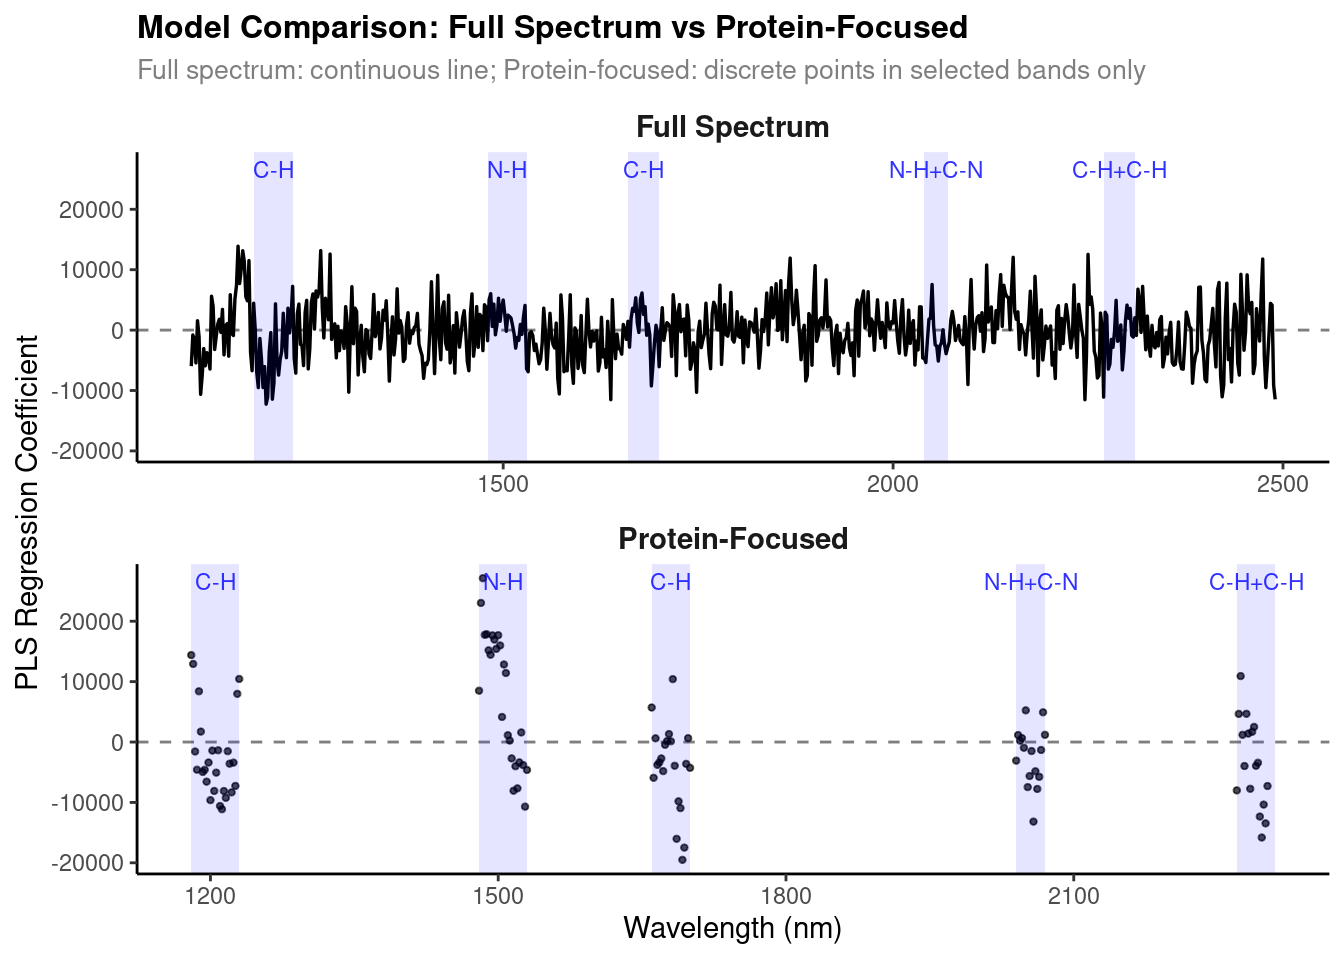 Model Comparison: Full Spectrum vs Protein-Focused
Full spectrum: continuous line; Protein-focused: discrete points in selected bands only
Full Spectrum
C-H N-H C-H N-H+C-N C-H+C-H
20000
10000
0
-10000
-20000
1500 2000 2500
PLS Regression Coefficient
Protein-Focused
C-H N-H C-H N-H+C-N C-H+C-H
20000
10000
0
-10000
-20000
1200 1500 1800 2100
Wavelength (nm)